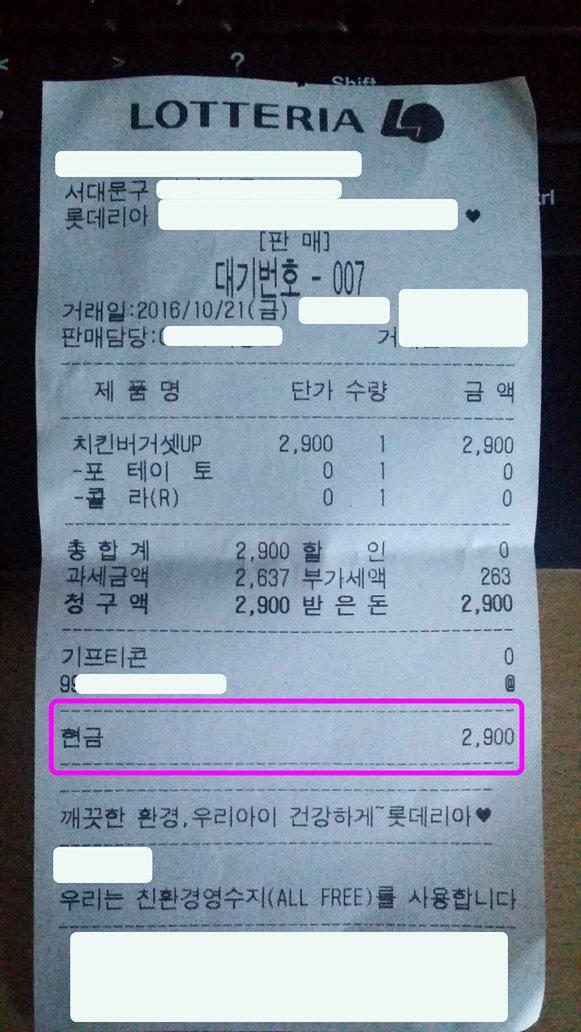 ?
Shift
LOTTERIA
서대문구
롯데리아 ♥
[판 매]
대기번호 - 007
거래일:2016/10/21(금)
판매담당: 거
제 품 명 단가 수량 금 액
치킨버거셋UP 2,900 1 2,900
-포 테이 토 0 1 0
-콜 라(R) 0 1 0
총 합 계 2,900 할 인 0
과세금액 2,637 부가세액 263
청 구 액 2,900 받 은 돈 2,900
기프티콘 0
99 @
현금 2,900
깨끗한 환경,우리아이 건강하게~롯데리아♥
우리는 친환경영수지(ALL FREE)를 사용합니다